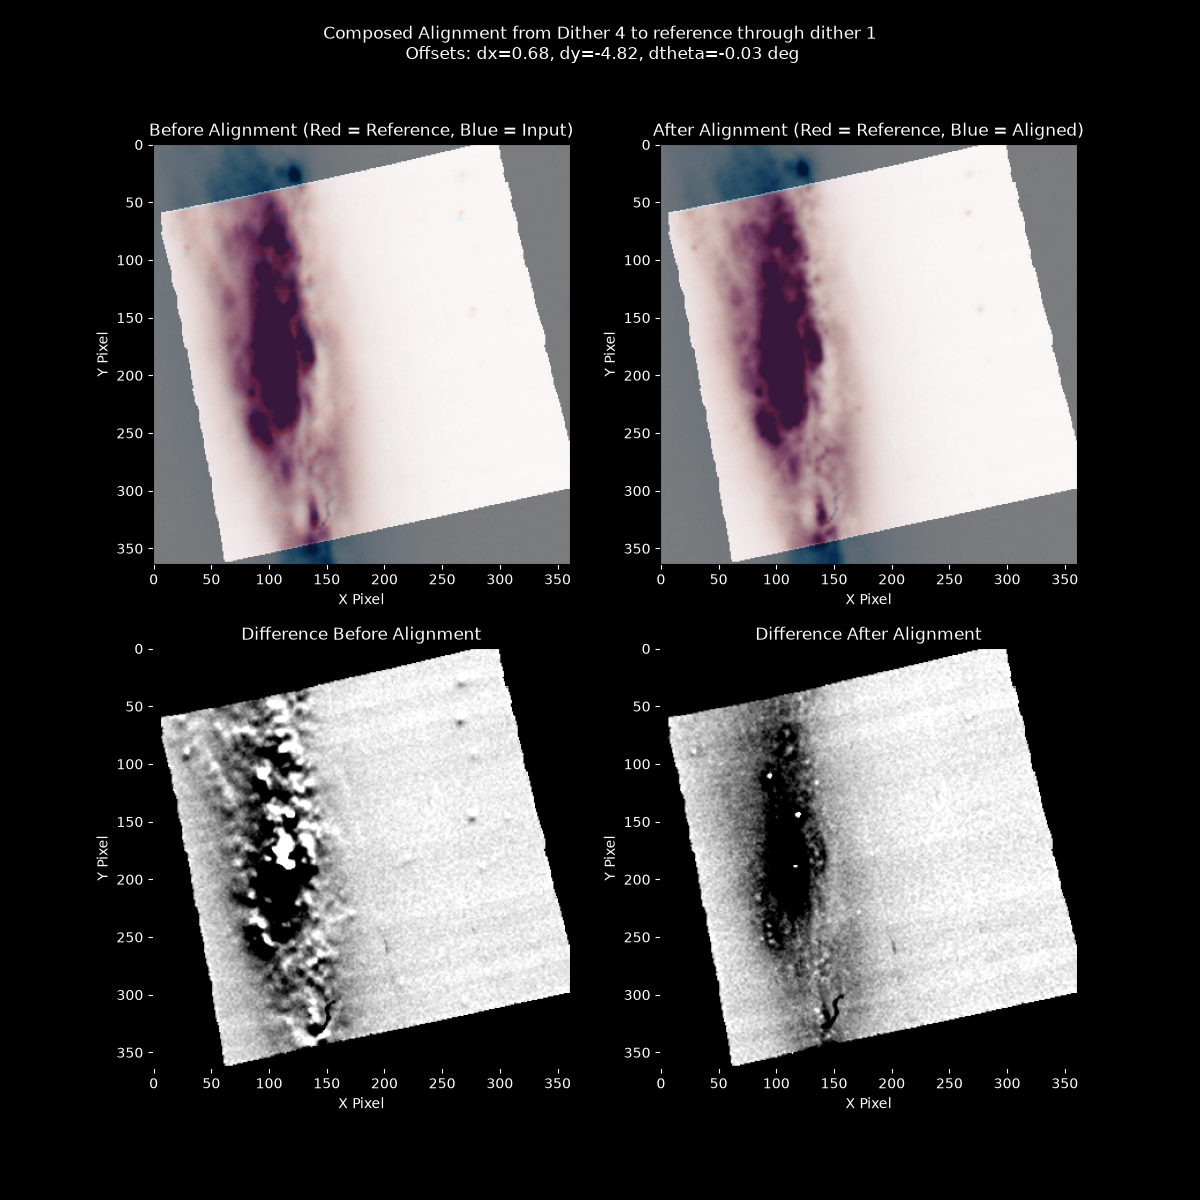 Composed Alignment from Dither 4 to reference through dither 1
Offsets: dx=0.68, dy=-4.82, dtheta=-0.03 deg
Before Alignment (Red = Reference, Blue = Input)
0
50
100
150
200
250
300
350
Y Pixel
0 50 100 150 200 250 300 350
X Pixel
After Alignment (Red = Reference, Blue = Aligned)
0
50
100
150
200
250
300
350
Y Pixel
0 50 100 150 200 250 300 350
X Pixel
Difference Before Alignment
0
50
100
150
200
250
300
350
Y Pixel
0 50 100 150 200 250 300 350
X Pixel
Difference After Alignment
0
50
100
150
200
250
300
350
Y Pixel
0 50 100 150 200 250 300 350
X Pixel